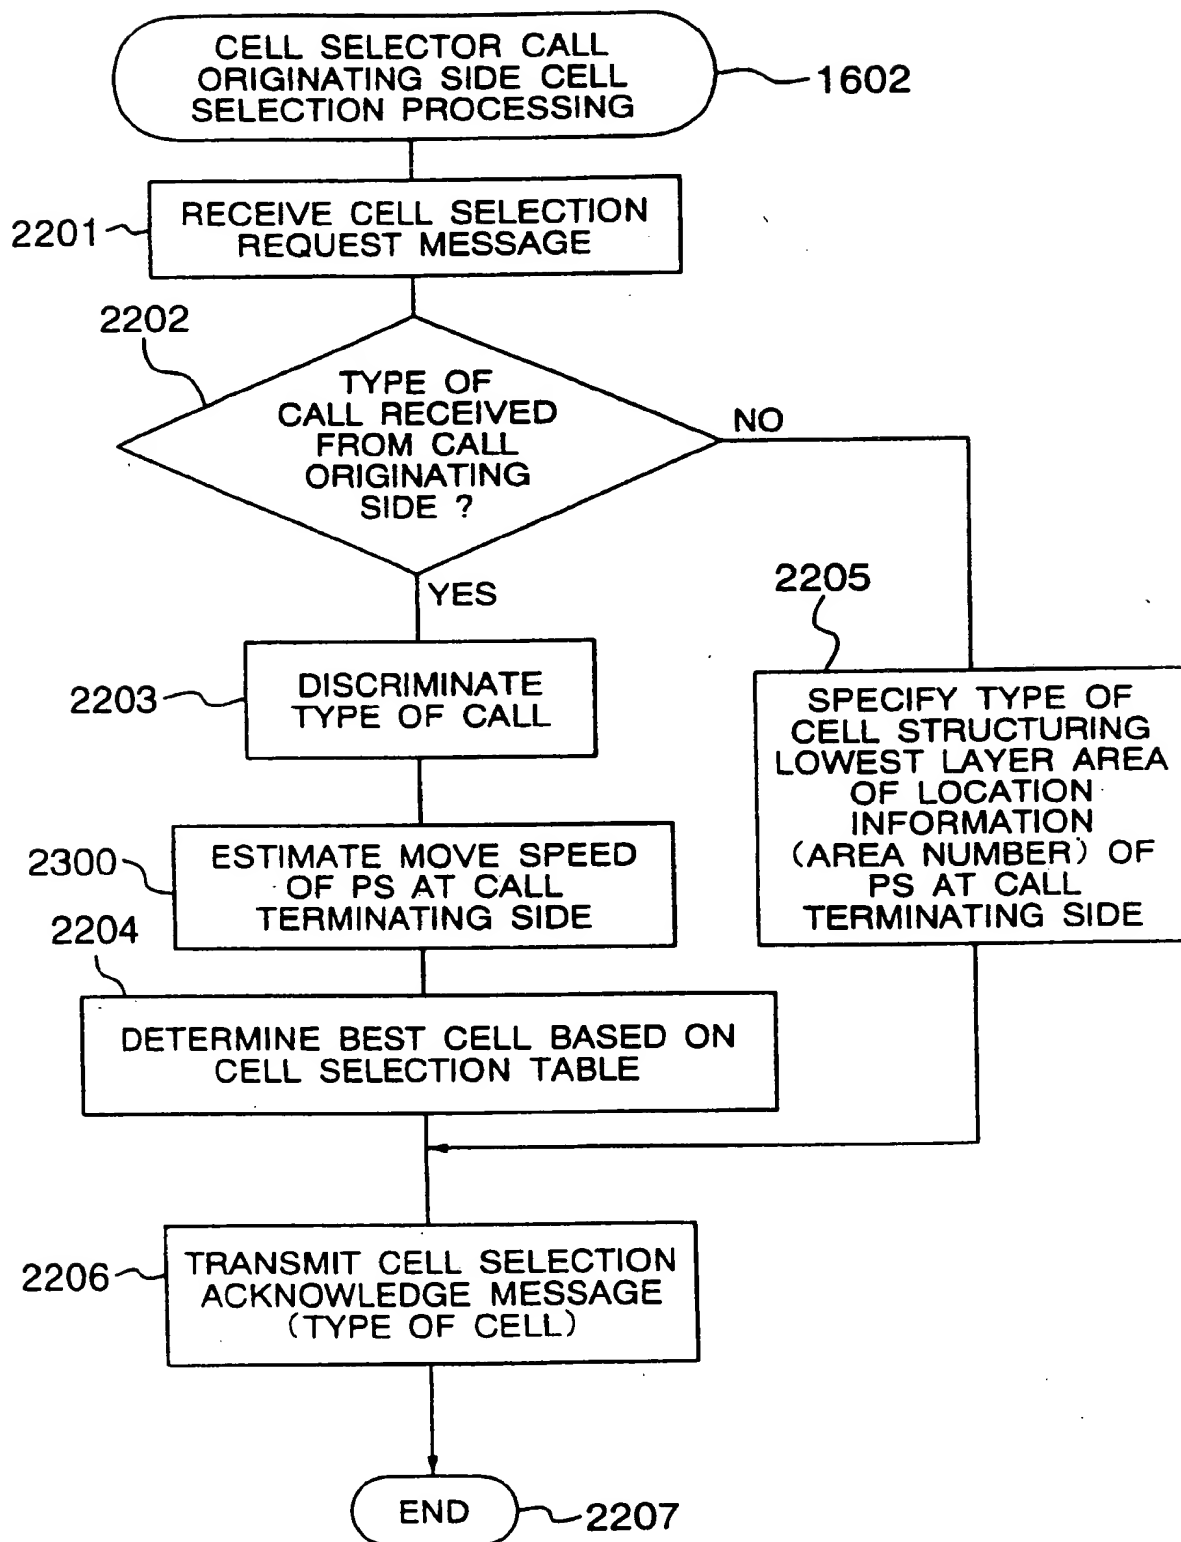 CELL SELECTOR CALL
ORIGINATING SIDE CELL
SELECTION PROCESSING
1602
2201
RECEIVE CELL SELECTION
REQUEST MESSAGE
2202
TYPE OF
CALL RECEIVED
FROM CALL
ORIGINATING
SIDE ?
NO
YES
2203
DISCRIMINATE
TYPE OF CALL
2205
SPECIFY TYPE OF
CELL STRUCTURING
LOWEST LAYER AREA
OF LOCATION
INFORMATION
(AREA NUMBER) OF
PS AT CALL
TERMINATING SIDE
2300
ESTIMATE MOVE SPEED
OF PS AT CALL
TERMINATING SIDE
2204
DETERMINE BEST CELL BASED ON
CELL SELECTION TABLE
2206
TRANSMIT CELL SELECTION
ACKNOWLEDGE MESSAGE
(TYPE OF CELL)
END
2207